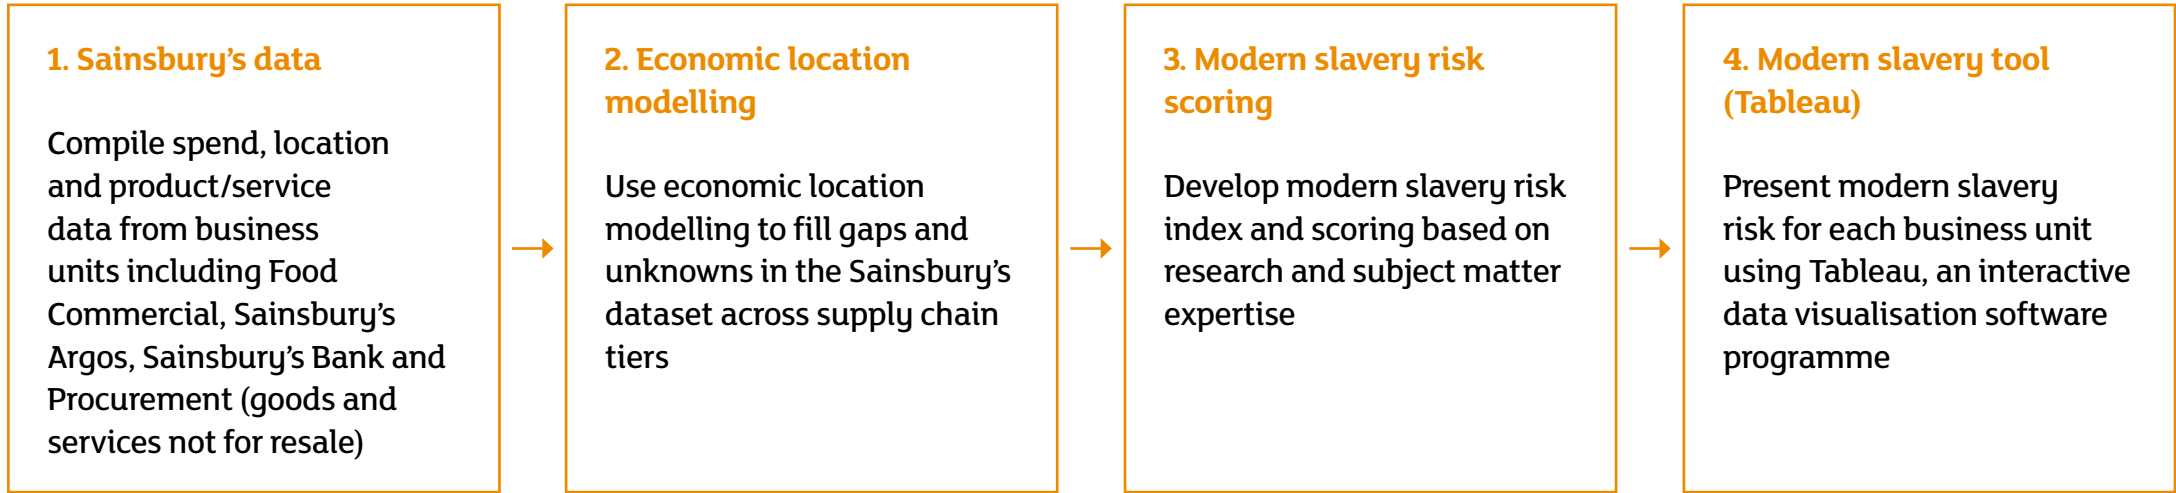 1. Sainsbury’s data
Compile spend, location
and product/service
data from business
units including Food
Commercial, Sainsbury’s
Argos, Sainsbury’s Bank and
Procurement (goods and
services not for resale)
2. Economic location
modelling
Use economic location
modelling to fill gaps and
unknowns in the Sainsbury’s
dataset across supply chain
tiers
3. Modern slavery risk
scoring
Develop modern slavery risk
index and scoring based on
research and subject matter
expertise
4. Modern slavery tool
(Tableau)
Present modern slavery
risk for each business unit
using Tableau, an interactive
data visualisation software
programme